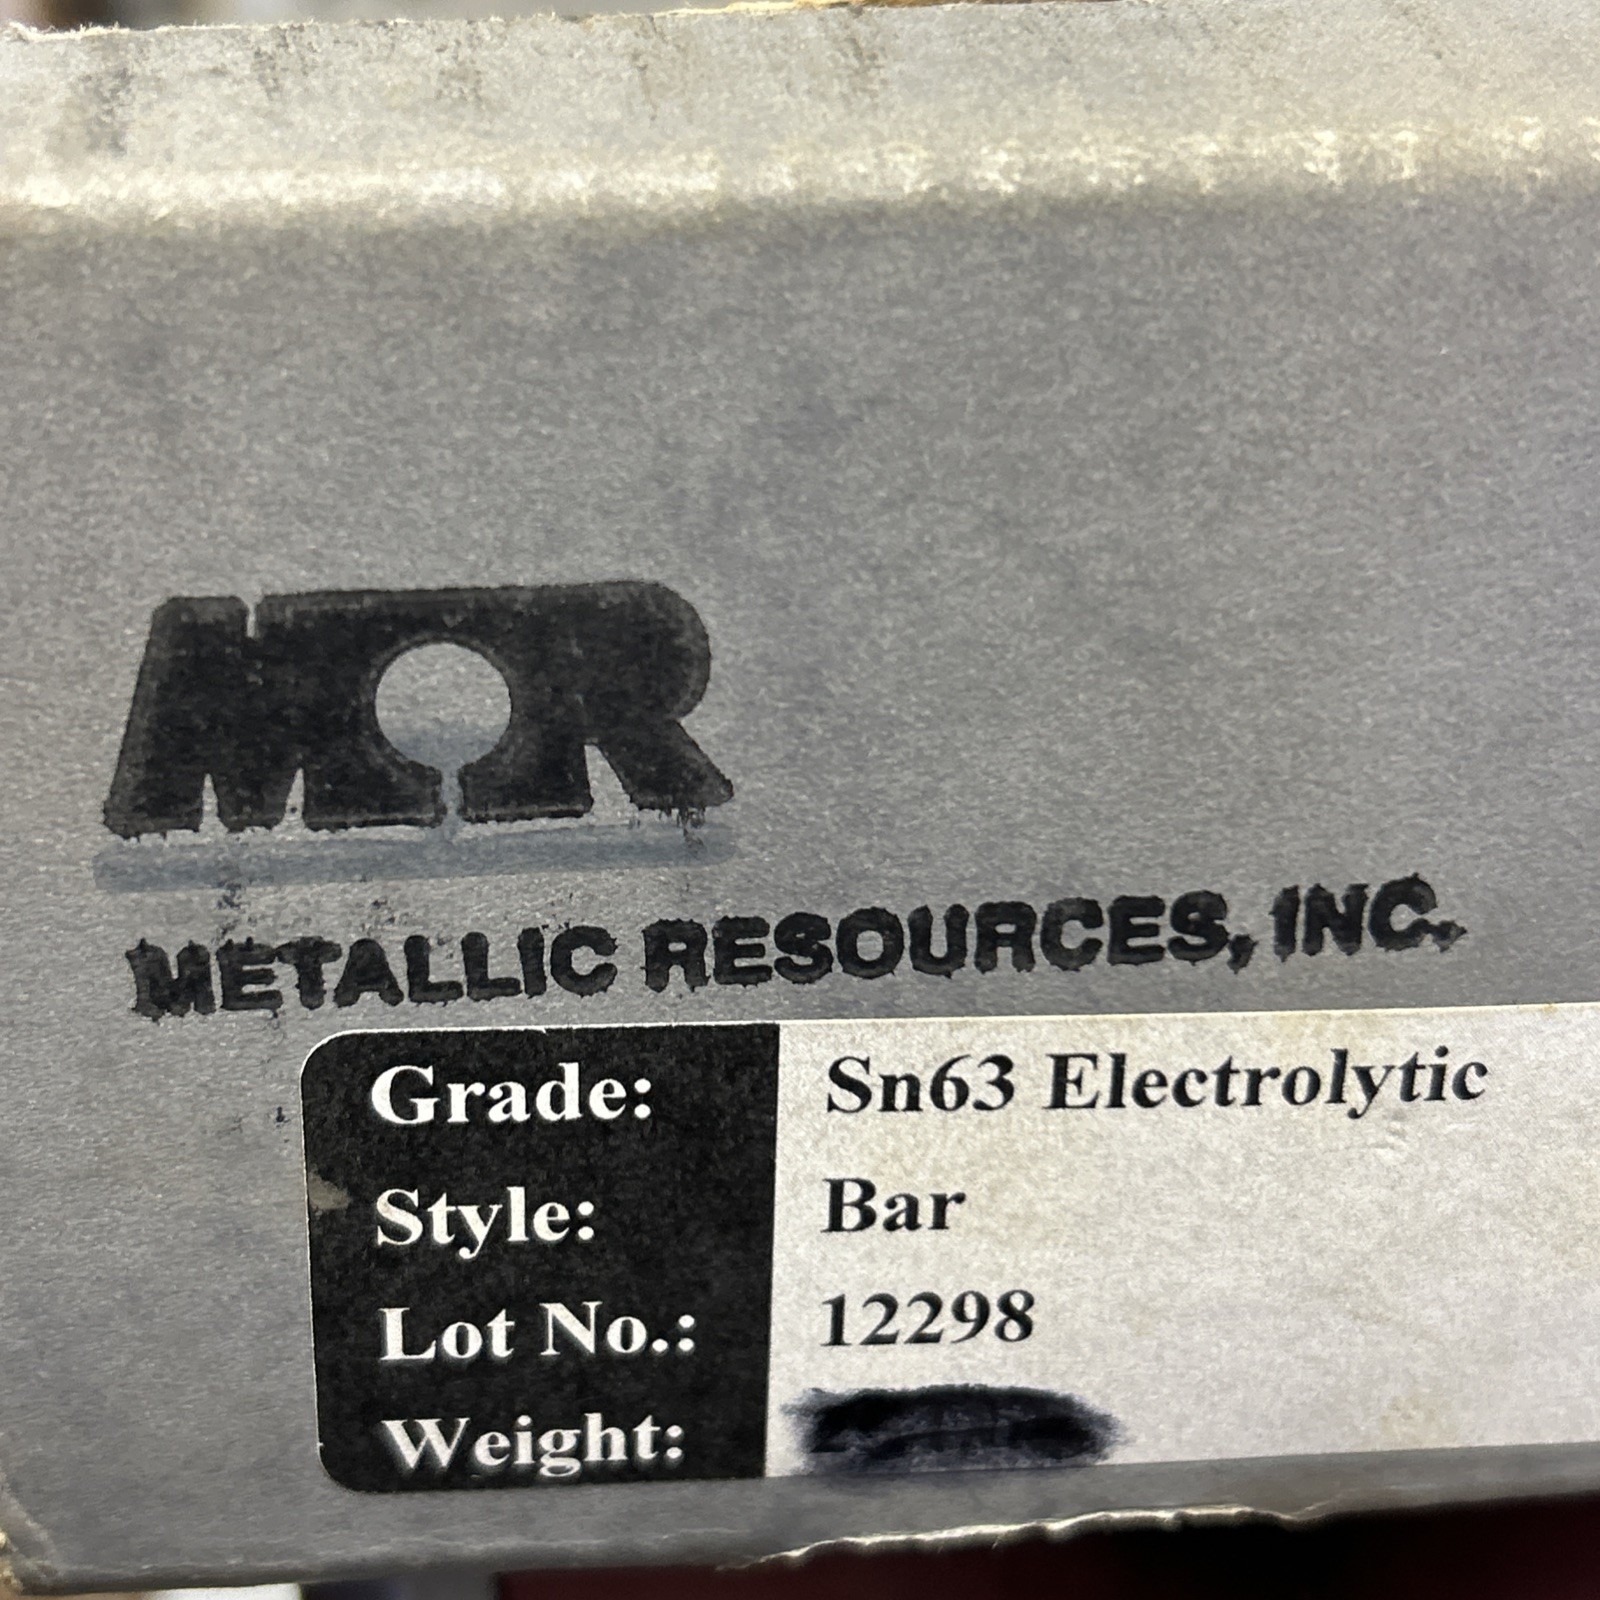 MR
METALLIC RESOURCES, INC.
Grade: Sn63 Electrolytic
Style: Bar
Lot No.: 12298
Weight: